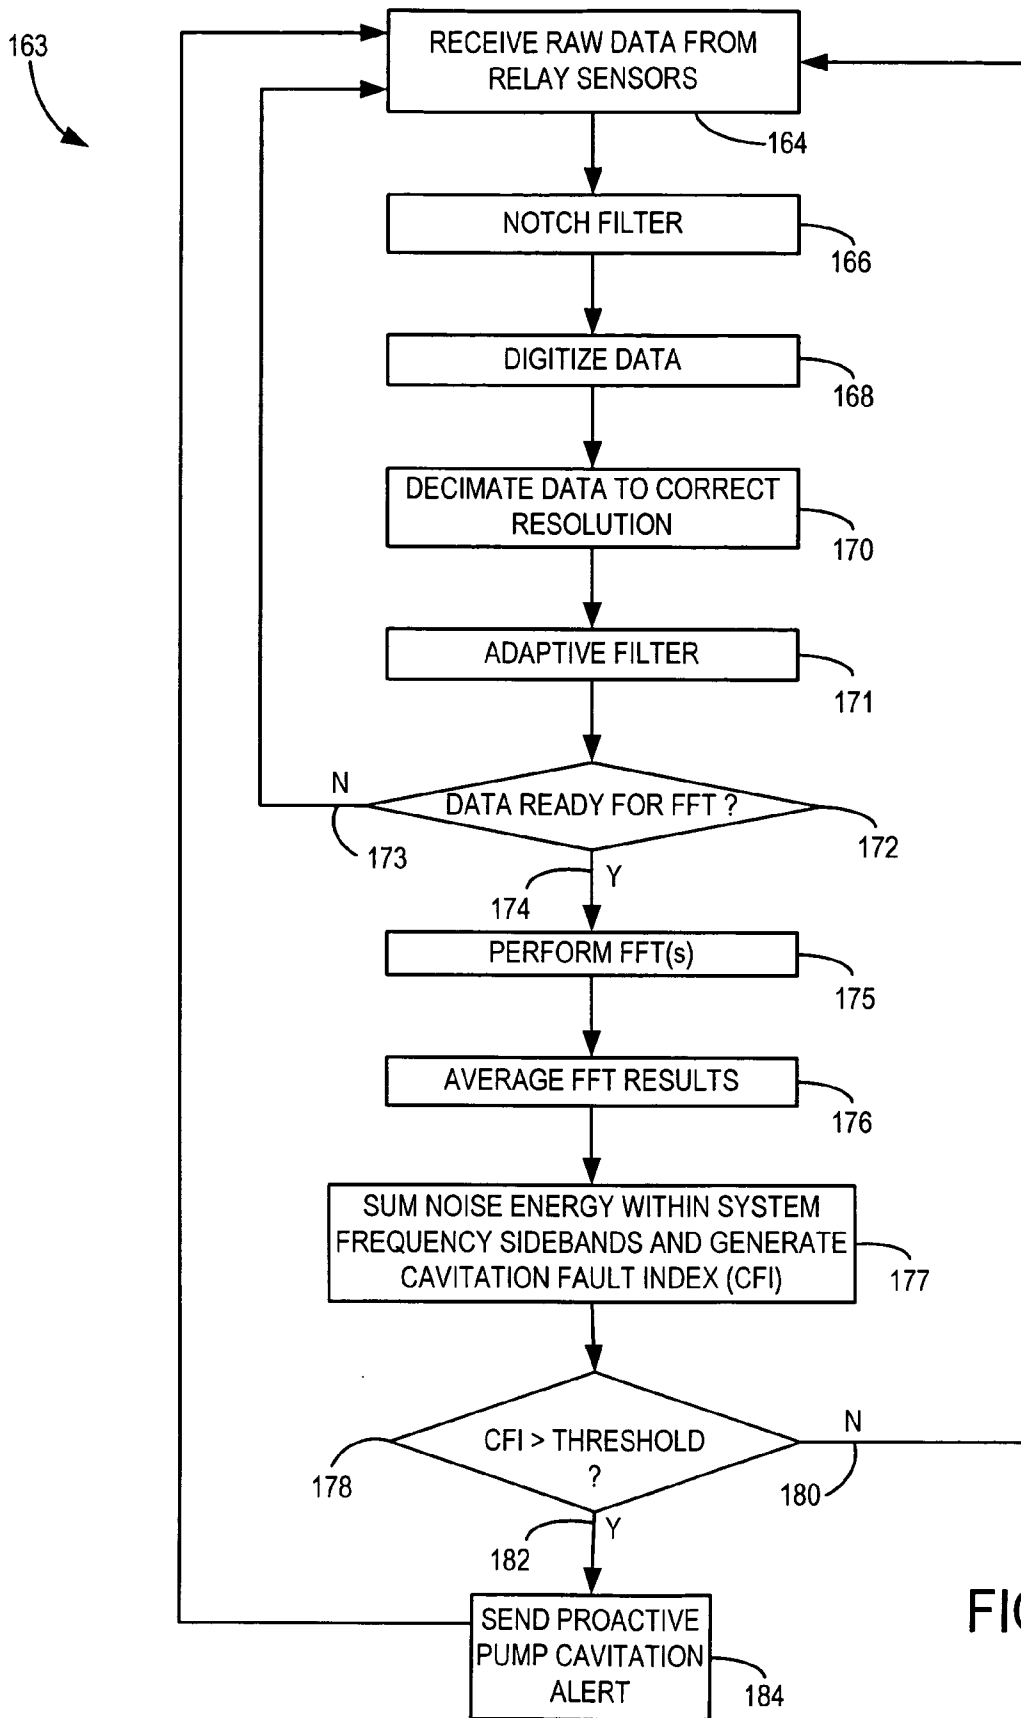 163
RECEIVE RAW DATA FROM
RELAY SENSORS
164
NOTCH FILTER
166
DIGITIZE DATA
168
DECIMATE DATA TO CORRECT
RESOLUTION
170
ADAPTIVE FILTER
171
N
DATA READY FOR FFT ?
173
172
174
Y
PERFORM FFT(s)
175
AVERAGE FFT RESULTS
176
SUM NOISE ENERGY WITHIN SYSTEM
FREQUENCY SIDEBANDS AND GENERATE
CAVITATION FAULT INDEX (CFI)
177
N
CFI > THRESHOLD
?
178
180
182
Y
SEND PROACTIVE
PUMP CAVITATION
ALERT
184
FIG